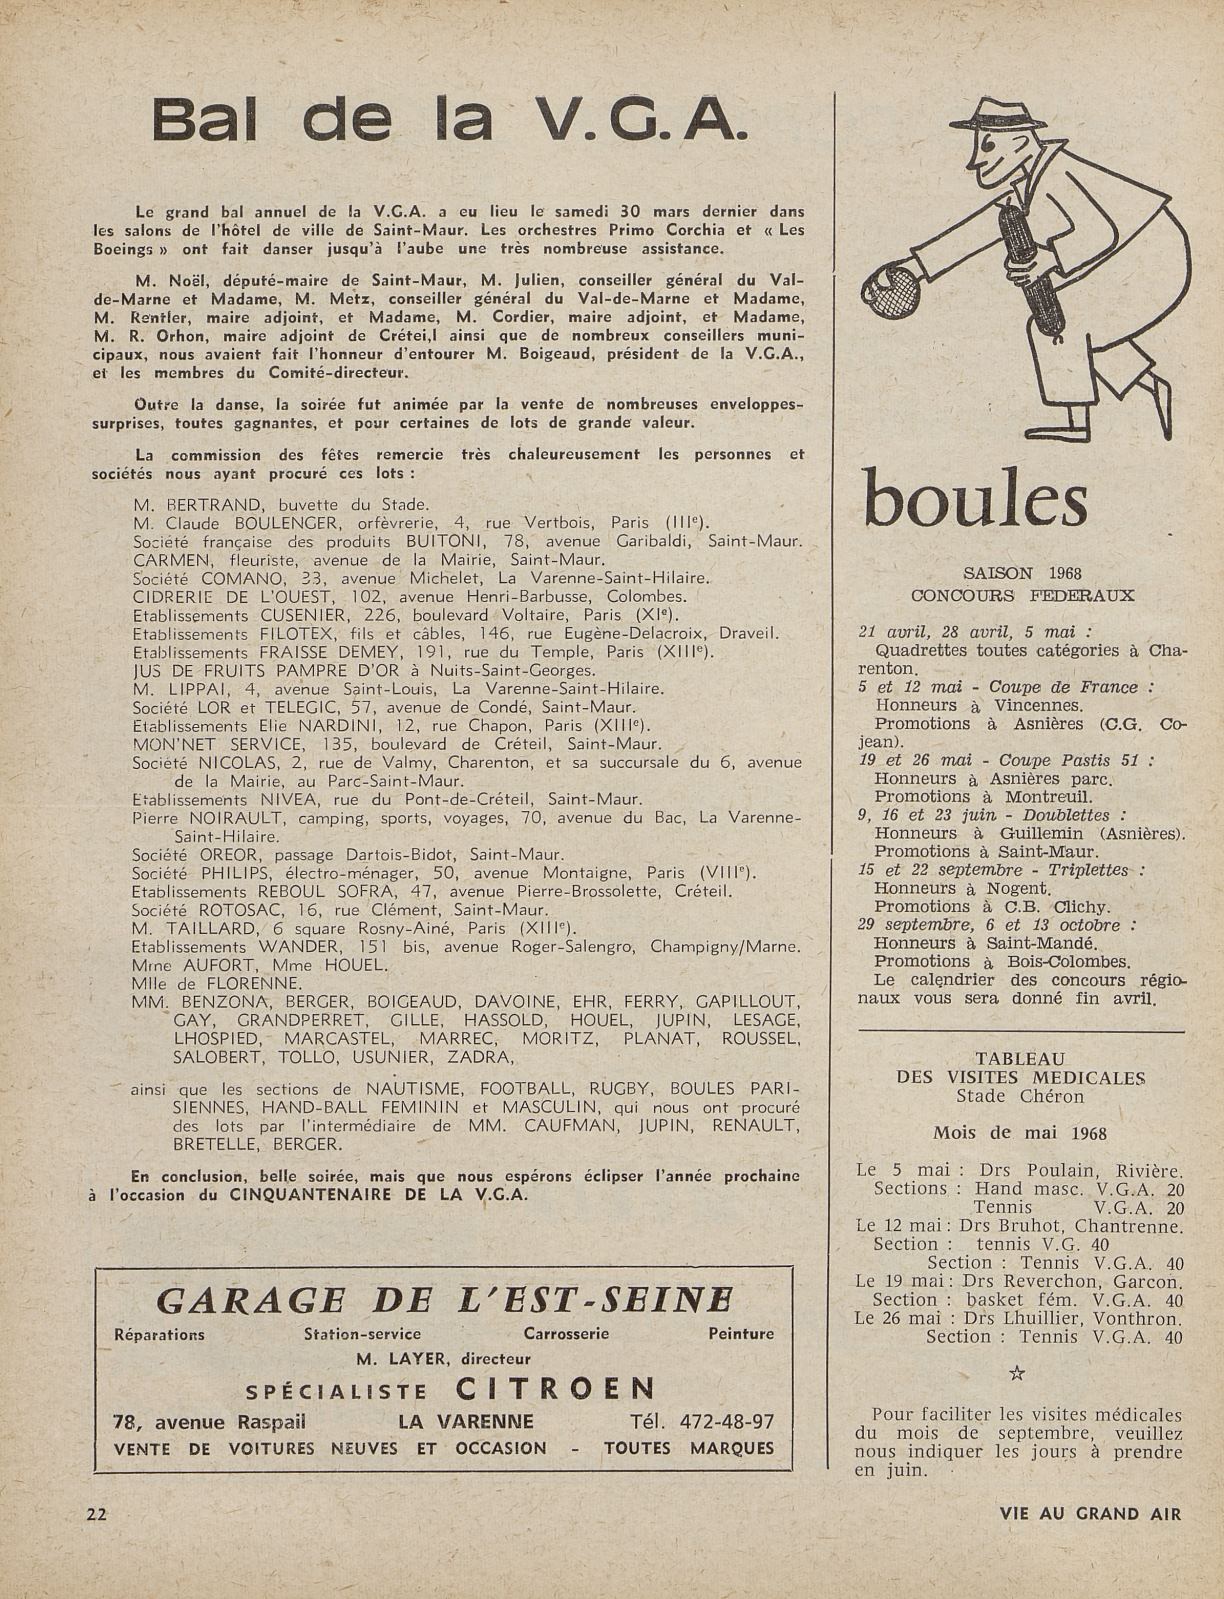 Bal de la V.G.A.
Le grand bal annuel de la V.G.A. a eu lieu le samedi 30 mars dernier dans
les salons de l'hôtel de ville de Saint-Maur. Les orchestres Primo Corchia et « Les
Boeings » ont fait danser jusqu'à l'aube une très nombreuse assistance.
M. Noël, député-maire de Saint-Maur, M. Julien, conseiller général du Val-
de-Marne et Madame, M. Metz, conseiller général du Val-de-Marne et Madame,
M. Rentler, maire adjoint, et Madame, M. Cordier, maire adjoint, et Madame,
M. R. Orhon, maire adjoint de Crétei,l ainsi que de nombreux conseillers muni-
cipaux, nous avaient fait l'honneur d'entourer M. Boigeaud, président de la V.G.A.,
et les membres du Comité-directeur.
Outre la danse, la soirée fut animée par la vente de nombreuses enveloppes-
surprises, toutes gagnantes, et pour certaines de lots de grande valeur.
La commission des fêtes remercie très chaleureusement les personnes et
sociétés nous ayant procuré ces lots :
M. BERTRAND, buvette du Stade.
M. Claude BOULENGER, orfèvrerie, 4, rue Vertbois, Paris (IIIe).
Société française des produits BUITONI, 78, avenue Garibaldi, Saint-Maur.
CARMEN, fleuriste, avenue de la Mairie, Saint-Maur.
Société COMANO, 33, avenue Michelet, La Varenne-Saint-Hilaire.
CIDRERIE DE L'OUEST, 102, avenue Henri-Barbusse, Colombes.
Etablissements CUSENIER, 226, boulevard Voltaire, Paris (XIe).
Etablissements FILOTEX, fils et câbles, 146, rue Eugène-Delacroix, Draveil.
Etablissements FRAISSE DEMEY, 191, rue du Temple, Paris (XIIIe).
JUS DE FRUITS PAMPRE D'OR à Nuits-Saint-Georges.
M. LIPPAI, 4, avenue Saint-Louis, La Varenne-Saint-Hilaire.
Société LOR et TELEGIC, 57, avenue de Condé, Saint-Maur.
Etablissements Elie NARDINI, 12, rue Chapon, Paris (XIIIe).
MON'NET SERVICE, 135, boulevard de Créteil, Saint-Maur.
Société NICOLAS, 2, rue de Valmy, Charenton, et sa succursale du 6, avenue
de la Mairie, au Parc-Saint-Maur.
Etablissements NIVEA, rue du Pont-de-Créteil, Saint-Maur.
Pierre NOIRAULT, camping, sports, voyages, 70, avenue du Bac, La Varenne-
Saint-Hilaire.
Société OREOR, passage Dartois-Bidot, Saint-Maur.
Société PHILIPS, électro-ménager, 50, avenue Montaigne, Paris (VIIIe).
Etablissements REBOUL SOFRA, 47, avenue Pierre-Brossolette, Créteil.
Société ROTOSAC, 16, rue Clément, Saint-Maur.
M. TAILLARD, 6 square Rosny-Ainé, Paris (XIIIe).
Etablissements WANDER, 151 bis, avenue Roger-Salengro, Champigny/Marne.
Mme AUFORT, Mme HOUEL.
Mlle de FLORENNE.
MM. BENZONA, BERGER, BOIGEAUD, DAVOINE, EHR, FERRY, GAPILLOUT,
GAY, GRANDPERRET, GILLE, HASSOLD, HOUEL, JUPIN, LESAGE,
LHOSPIED, MARCASTEL, MARREC, MORITZ, PLANAT, ROUSSEL,
SALOBERT, TOLLO, USUNIER, ZADRA,
ainsi que les sections de NAUTISME, FOOTBALL, RUGBY, BOULES PARI-
SIENNES, HAND-BALL FEMININ et MASCULIN, qui nous ont procuré
des lots par l'intermédiaire de MM. CAUFMAN, JUPIN, RENAULT,
BRETELLE, BERGER.
En conclusion, belle soirée, mais que nous espérons éclipser l'année prochaine
à l'occasion du CINQUANTENAIRE DE LA V.G.A.
GARAGE DE L'EST-SEINE
Réparations Station-service Carrosserie Peinture
M. LAYER, directeur
SPÉCIALISTE CITROEN
78, avenue Raspail LA VARENNE Tél. 472-48-97
VENTE DE VOITURES NEUVES ET OCCASION - TOUTES MARQUES
boules
SAISON 1968
CONCOURS FEDERAUX
21 avril, 28 avril, 5 mai :
Quadrettes toutes catégories à Cha-
renton.
5 et 12 mai - Coupe de France :
Honneurs à Vincennes.
Promotions à Asnières (C.G. Co-
jean).
19 et 26 mai - Coupe Pastis 51 :
Honneurs à Asnières parc.
Promotions à Montreuil.
9, 16 et 23 juin - Doublettes :
Honneurs à Guillemin (Asnières).
Promotions à Saint-Maur.
15 et 22 septembre - Triplettes :
Honneurs à Nogent.
Promotions à C.B. Clichy.
29 septembre, 6 et 13 octobre :
Honneurs à Saint-Mandé.
Promotions à Bois-Colombes.
Le calendrier des concours régio-
naux vous sera donné fin avril.
TABLEAU
DES VISITES MEDICALES
Stade Chéron
Mois de mai 1968
Le 5 mai : Drs Poulain, Rivière.
Sections : Hand masc. V.G.A. 20
Tennis V.G.A. 20
Le 12 mai : Drs Bruhot, Chantrenne.
Section : tennis V.G. 40
Section : Tennis V.G.A. 40
Le 19 mai : Drs Reverchon, Garcon.
Section : basket fém. V.G.A. 40
Le 26 mai : Drs Lhuillier, Vonthron.
Section : Tennis V.G.A. 40
☆
Pour faciliter les visites médicales
du mois de septembre, veuillez
nous indiquer les jours à prendre
en juin.
22
VIE AU GRAND AIR